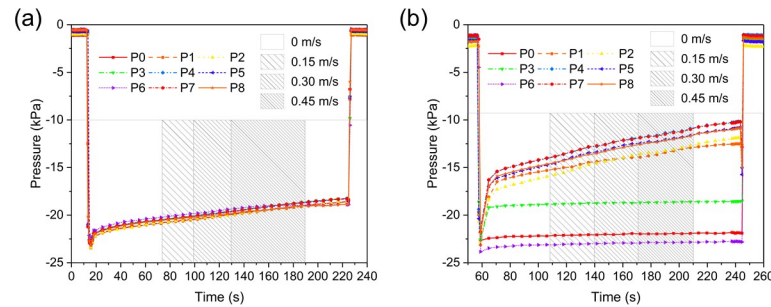 (a)
0
-5
-10
-15
-20
-25
Pressure (kPa)
P0 P1 P2
P3 P4 P5
P6 P7 P8
0 m/s
0.15 m/s
0.30 m/s
0.45 m/s
0 20 40 60 80 100 120 140 160 180 200 220 240
Time (s)
(b)
0
-5
-10
-15
-20
-25
Pressure (kPa)
P0 P1 P2
P3 P4 P5
P6 P7 P8
0 m/s
0.15 m/s
0.30 m/s
0.45 m/s
60 80 100 120 140 160 180 200 220 240 260
Time (s)